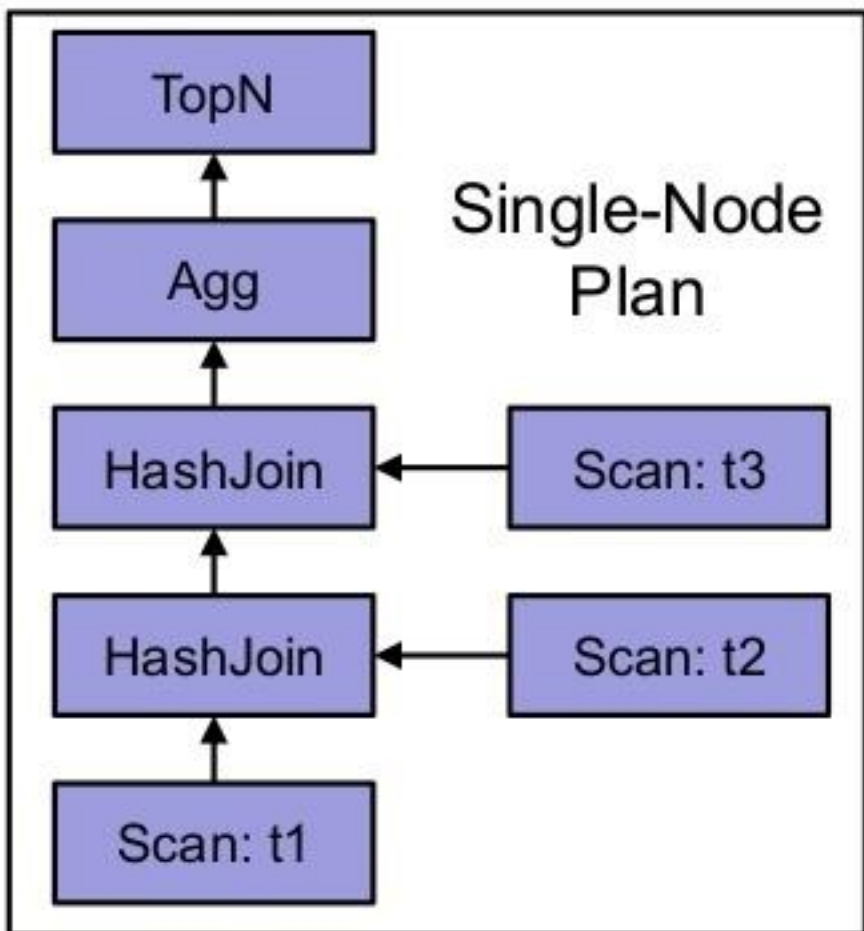 TopN
Single-Node
Plan
Agg
HashJoin
Scan: t3
HashJoin
Scan: t2
Scan: t1